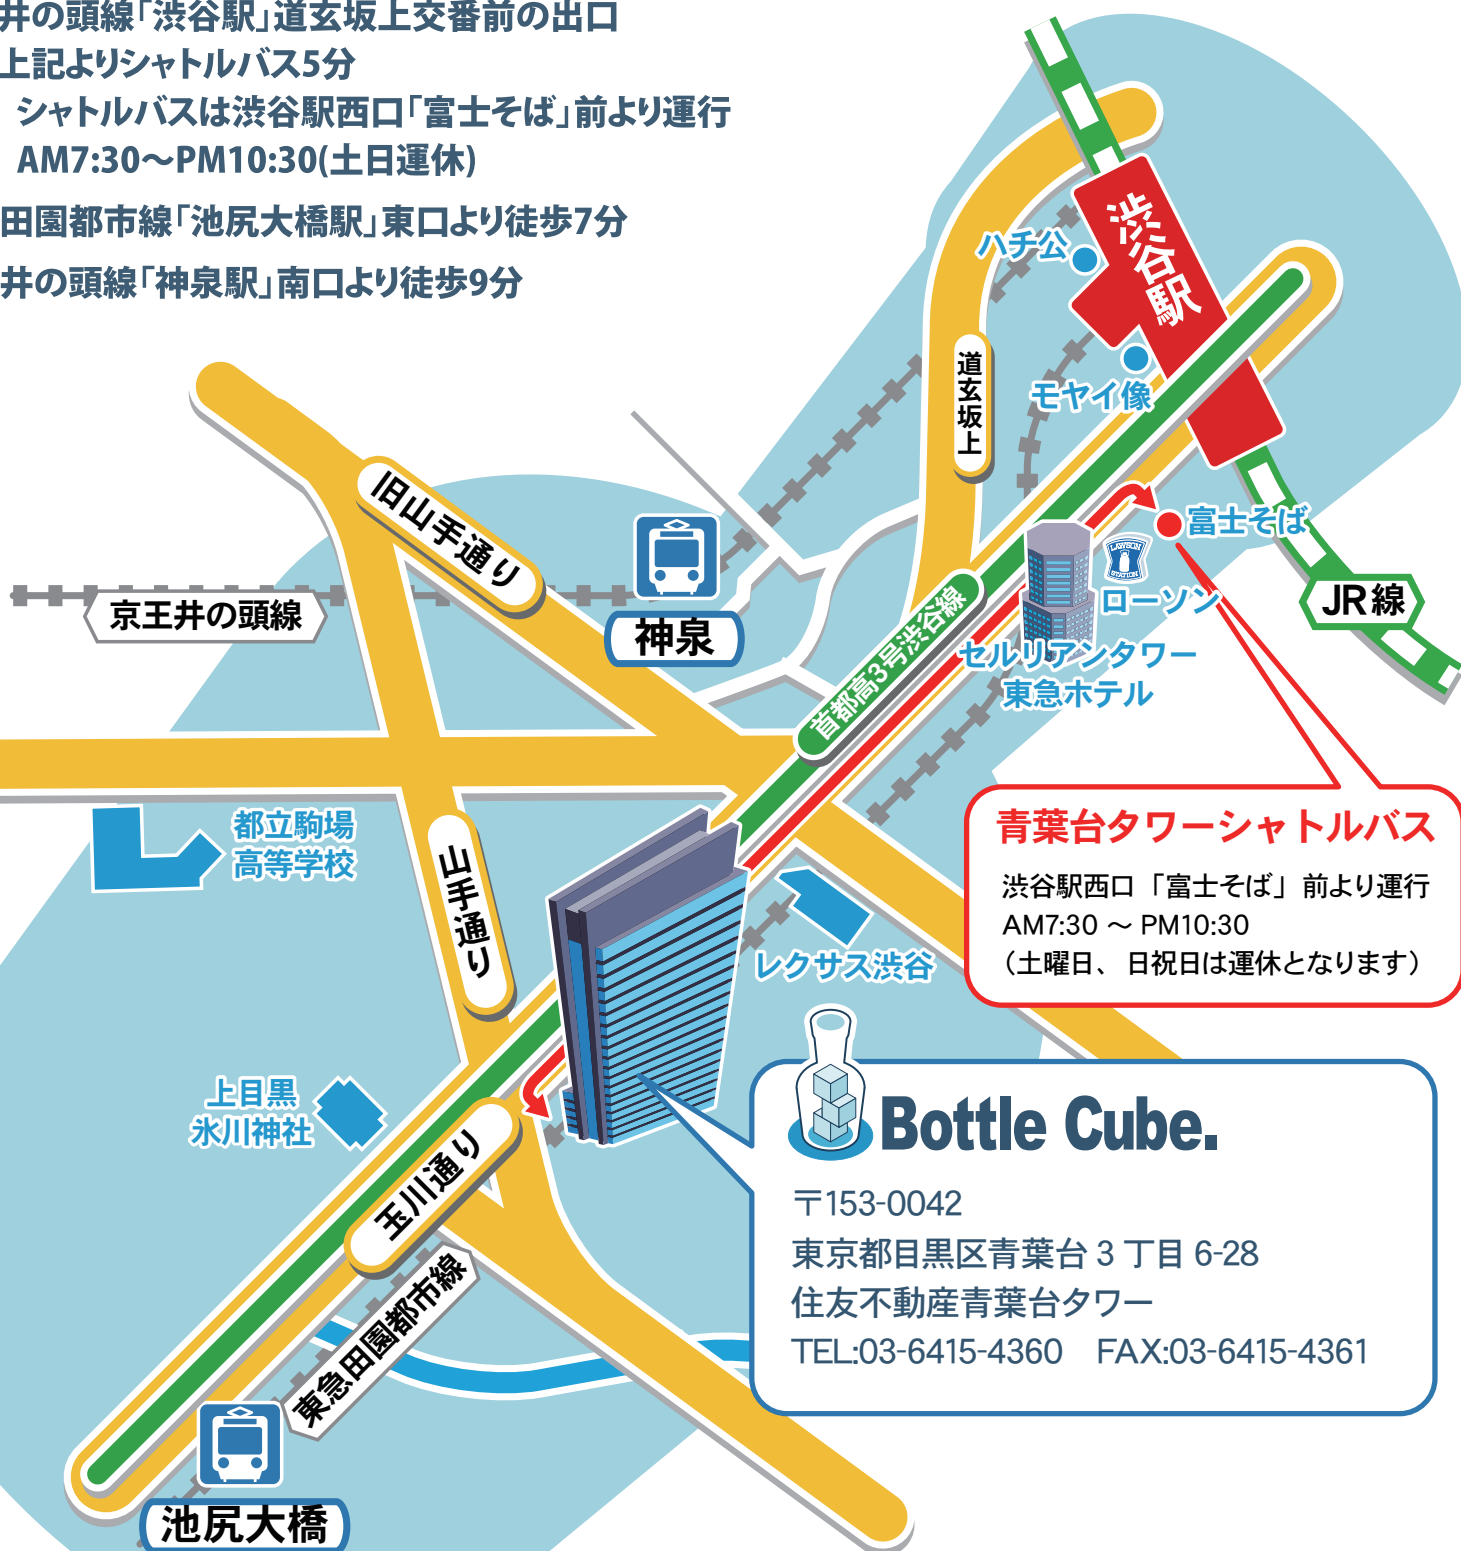 井の頭線「渋谷駅」道玄坂上交番前の出口
上記よりシャトルバス5分
シャトルバスは渋谷駅西口「富士そば」前より運行
AM7:30～PM10:30(土日運休)
田園都市線「池尻大橋駅」東口より徒歩7分
井の頭線「神泉駅」南口より徒歩9分
渋谷駅
ハチ公
モヤイ像
道玄坂上
旧山手通り
富士そば
LAWSON
STATION
ローソン
JR線
京王井の頭線
神泉
首都高3号渋谷線
セルリアンタワー
東急ホテル
都立駒場
高等学校
山手通り
青葉台タワーシャトルバス
渋谷駅西口「富士そば」前より運行
AM7:30 ～ PM10:30
（土曜日、日祝日は運休となります）
レクサス渋谷
上目黒
氷川神社
玉川通り
Bottle Cube.
〒153-0042
東京都目黒区青葉台 3 丁目 6-28
住友不動産青葉台タワー
TEL:03-6415-4360　FAX:03-6415-4361
東急田園都市線
池尻大橋